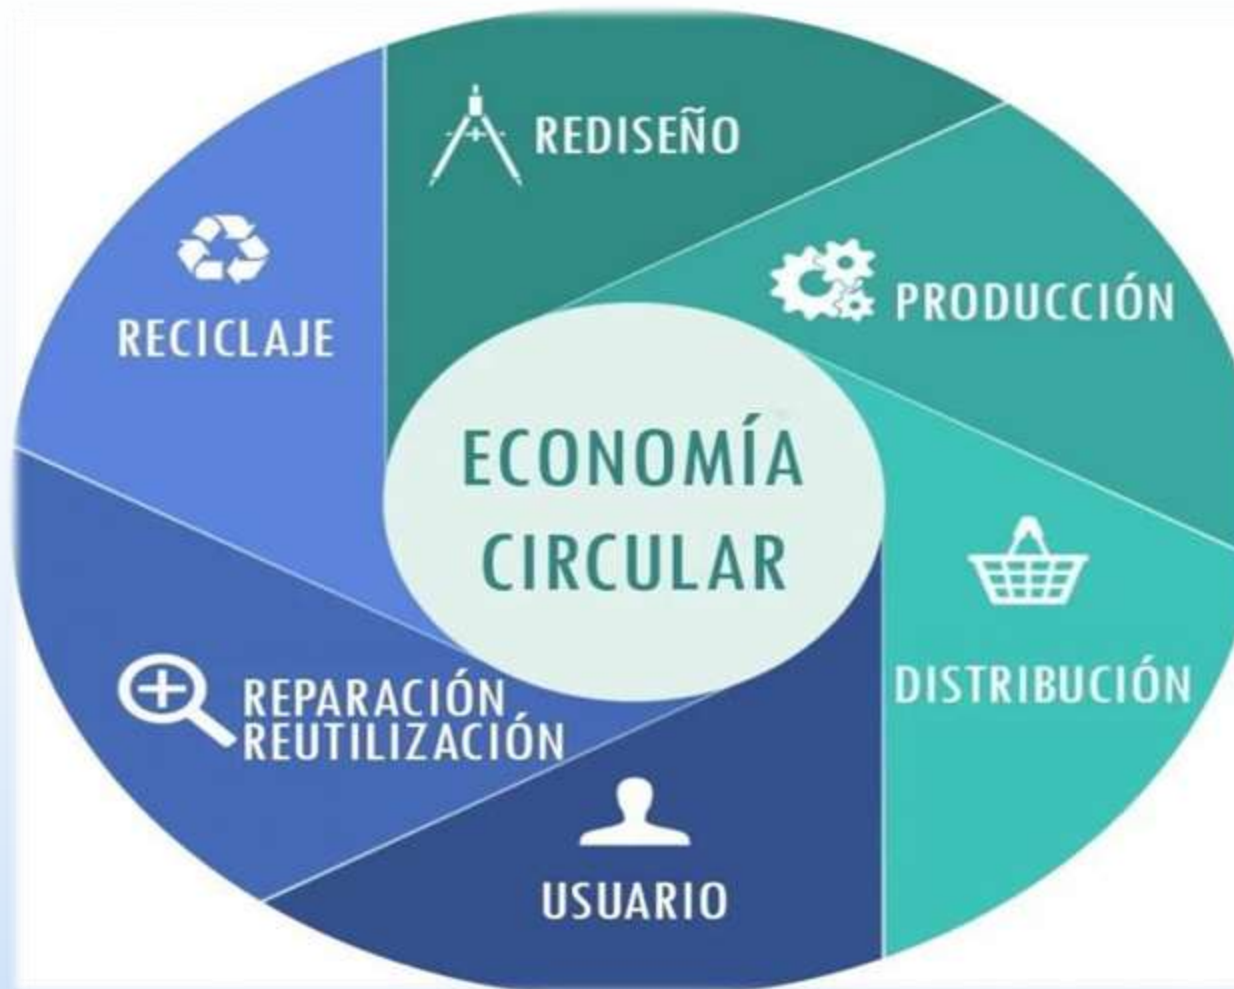 REDISEÑO
PRODUCCIÓN
DISTRIBUCIÓN
USUARIO
REPARACIÓN
REUTILIZACIÓN
RECICLAJE
ECONOMÍA
CIRCULAR